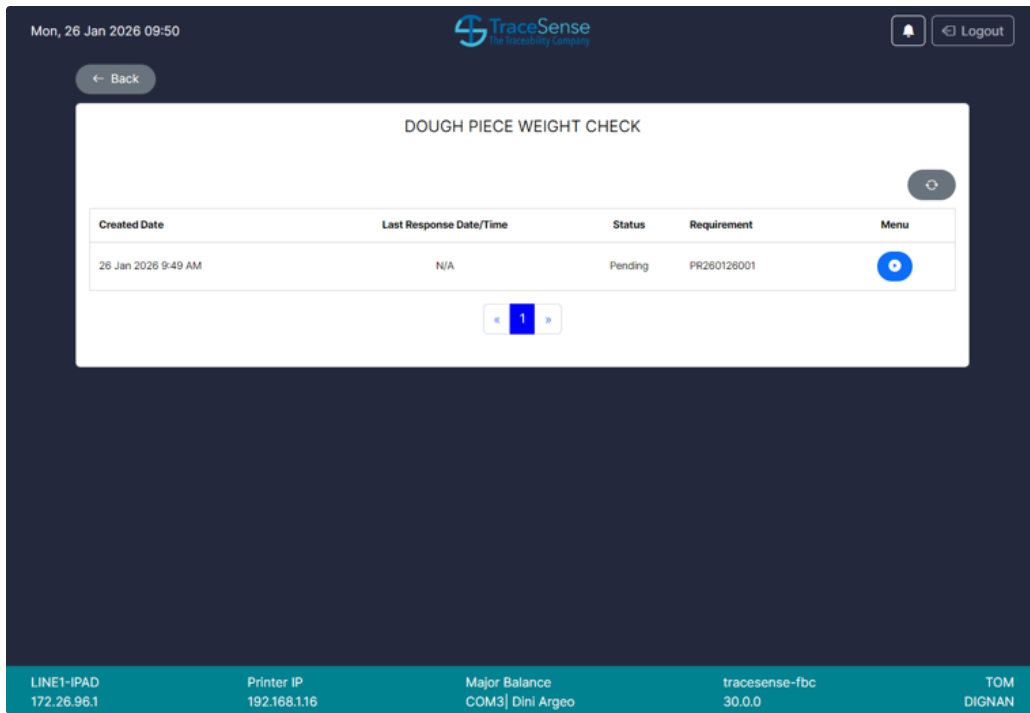 Mon, 26 Jan 2026 09:50
TraceSense
The Traceability Company
Logout
← Back
DOUGH PIECE WEIGHT CHECK
Created Date Last Response Date/Time Status Requirement Menu
26 Jan 2026 9:49 AM N/A Pending PR260126001
« 1 »
LINE1-IPAD Printer IP Major Balance tracesense-fbc TOM
172.26.96.1 192.168.1.16 COM3| Dini Argeo 30.0.0 DIGNAN